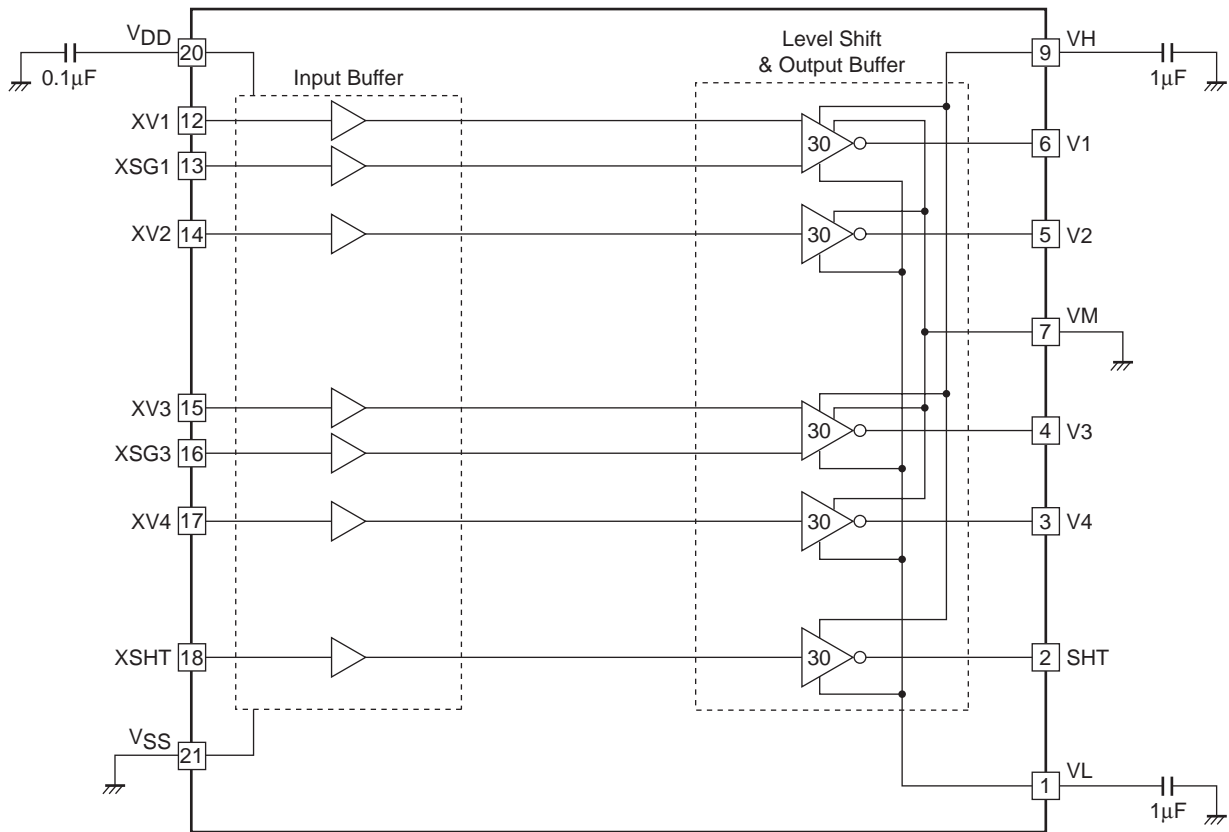 VDD
20
0.1μF
Input Buffer
Level Shift
& Output Buffer
9
VH
1μF
XV1
12
30
6
V1
XSG1
13
XV2
14
30
5
V2
7
VM
XV3
15
30
4
V3
XSG3
16
XV4
17
30
3
V4
XSHT
18
30
2
SHT
VSS
21
1
VL
1μF